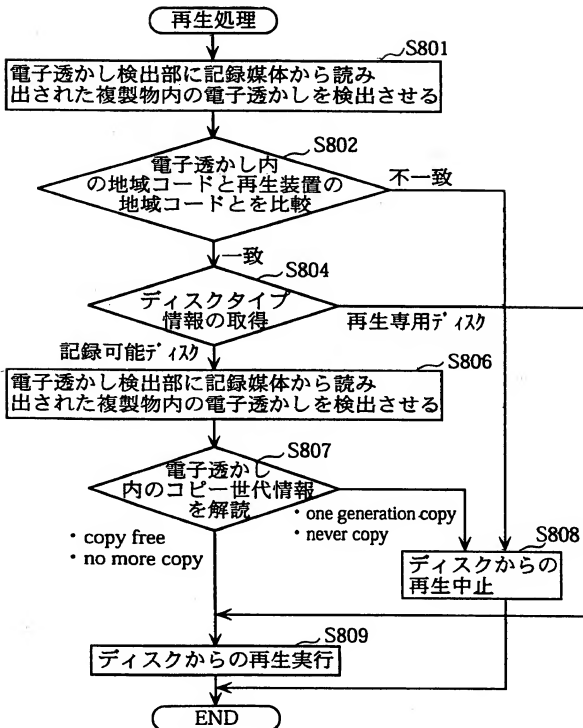 再生処理
S801
電子透かし検出部に記録媒体から読み
出された複製物内の電子透かしを検出させる
S802
電子透かし内
の地域コードと再生装置の
地域コードとを比較
不一致
一致
S804
ディスクタイプ
情報の取得
再生専用ディスク
記録可能ディスク
S806
電子透かし検出部に記録媒体から読み
出された複製物内の電子透かしを検出させる
S807
電子透かし
内のコピー世代情報
を解読
・one generation copy
・never copy
・copy free
・no more copy
S808
ディスクからの
再生中止
S809
ディスクからの再生実行
END